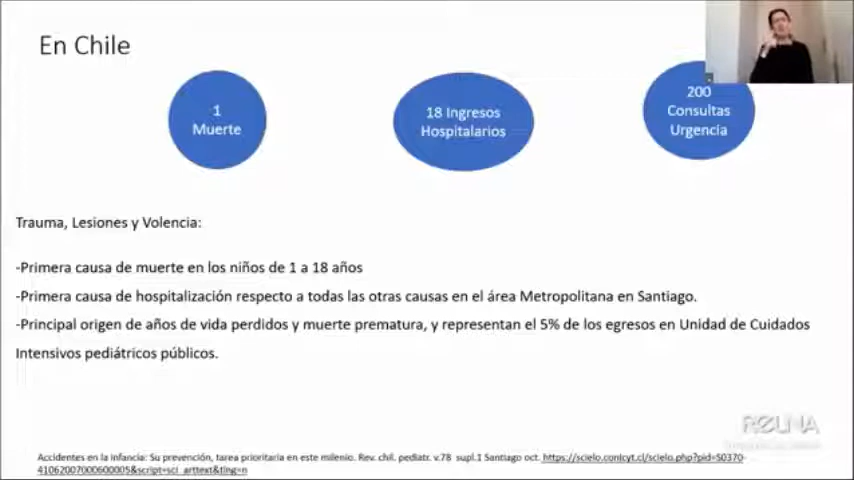 En Chile
1
Muerte
18 Ingresos
Hospitalarios
200
Consultas
Urgencia
Trauma, Lesiones y Volencia:
-Primera causa de muerte en los niños de 1 a 18 años
-Primera causa de hospitalización respecto a todas las otras causas en el área Metropolitana en Santiago.
-Principal origen de años de vida perdidos y muerte prematura, y representan el 5% de los egresos en Unidad de Cuidados
Intensivos pediátricos públicos.
REUNA
Accidentes en la infancia: Su prevención, tarea prioritaria en este milenio. Rev. chil. pediatr. v.78 supl.1 Santiago oct. https://scielo.conicyt.cl/scielo.php?pid=S0370-
41062007000600005&script=sci_arttext&tlng=n